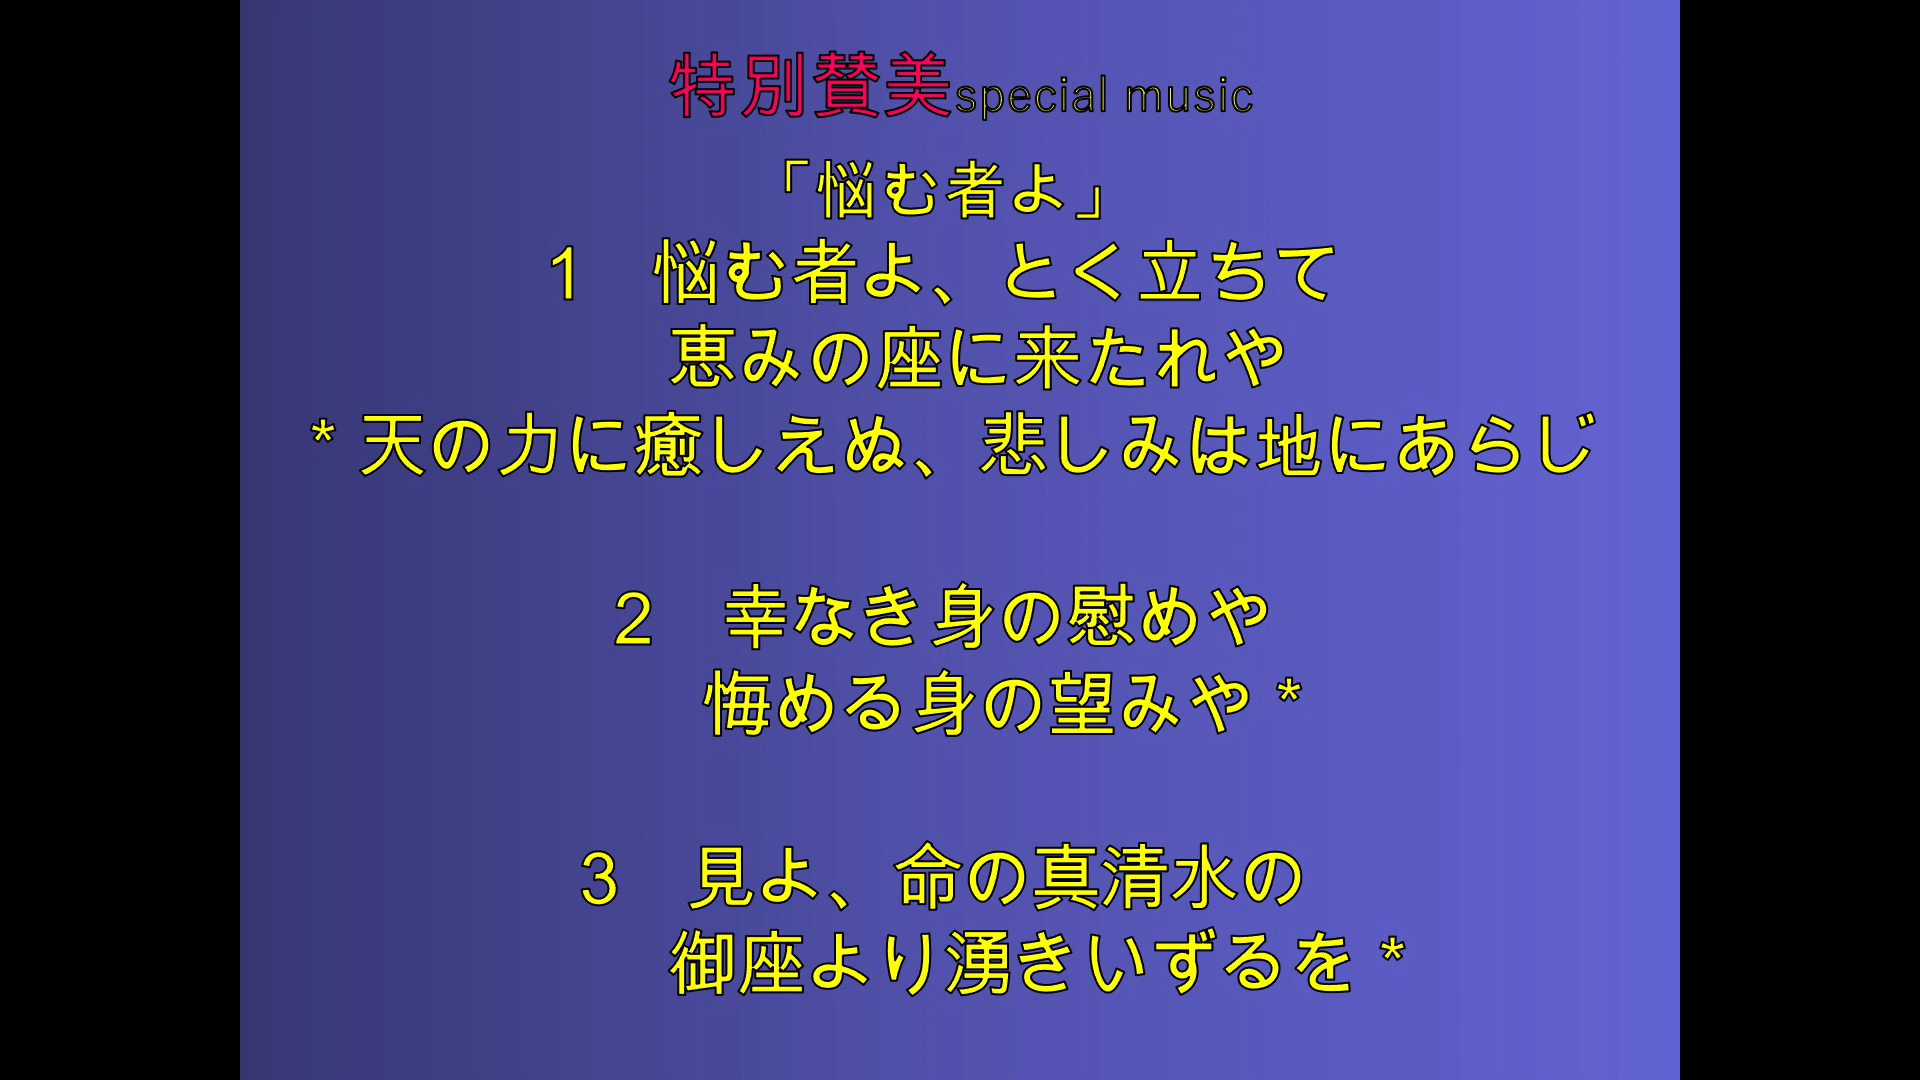 特別賛美special music
「悩む者よ」
1　悩む者よ、とく立ちて
恵みの座に来たれや
* 天の力に癒しえぬ、悲しみは地にあらじ
2　幸なき身の慰めや
悔める身の望みや *
3　見よ、命の真清水の
御座より湧きいずるを *